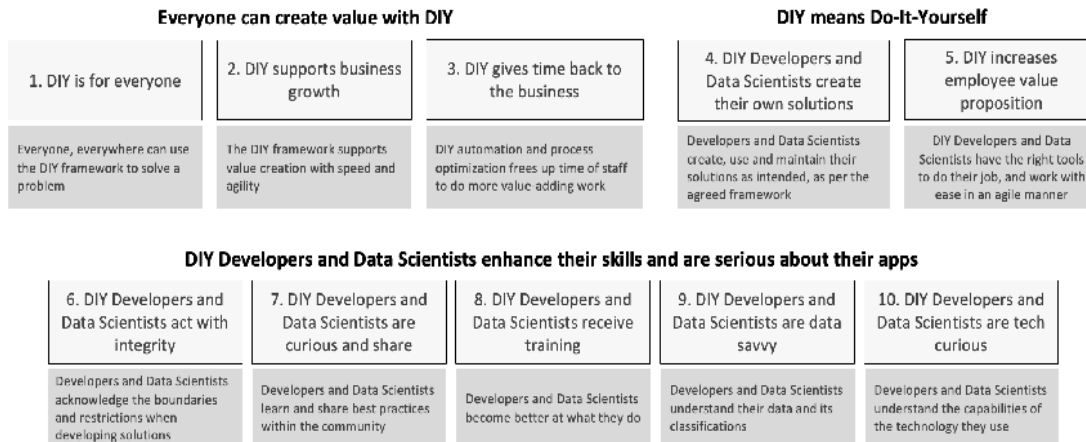 Everyone can create value with DIY
DIY means Do-It-Yourself
1. DIY is for everyone
2. DIY supports business
growth
3. DIY gives time back to
the business
4. DIY Developers and
Data Scientists create
their own solutions
5. DIY increases
employee value
proposition
Everyone, everywhere can use
the DIY framework to solve a
problem
The DIY framework supports
value creation with speed and
agility
DIY automation and process
optimization frees up time of staff
to do more value-adding work
Developers and Data Scientists
create, use and maintain their
solutions as intended, as per the
agreed framework
DIY Developers and Data
Scientists have the right tools
to do their job, and work with
ease in an agile manner
DIY Developers and Data Scientists enhance their skills and are serious about their apps
6. DIY Developers and
Data Scientists act with
integrity
7. DIY Developers and
Data Scientists are
curious and share
8. DIY Developers and
Data Scientists receive
training
9. DIY Developers and
Data Scientists are data
savvy
10. DIY Developers and
Data Scientists are tech
curious
Developers and Data Scientists
acknowledge the boundaries
and restrictions when
developing solutions
Developers and Data Scientists
learn and share best practices
within the community
Developers and Data Scientists
become better at what they do
Developers and Data Scientists
understand their data and its
classifications
Developers and Data Scientists
understand the capabilities of
the technology they use